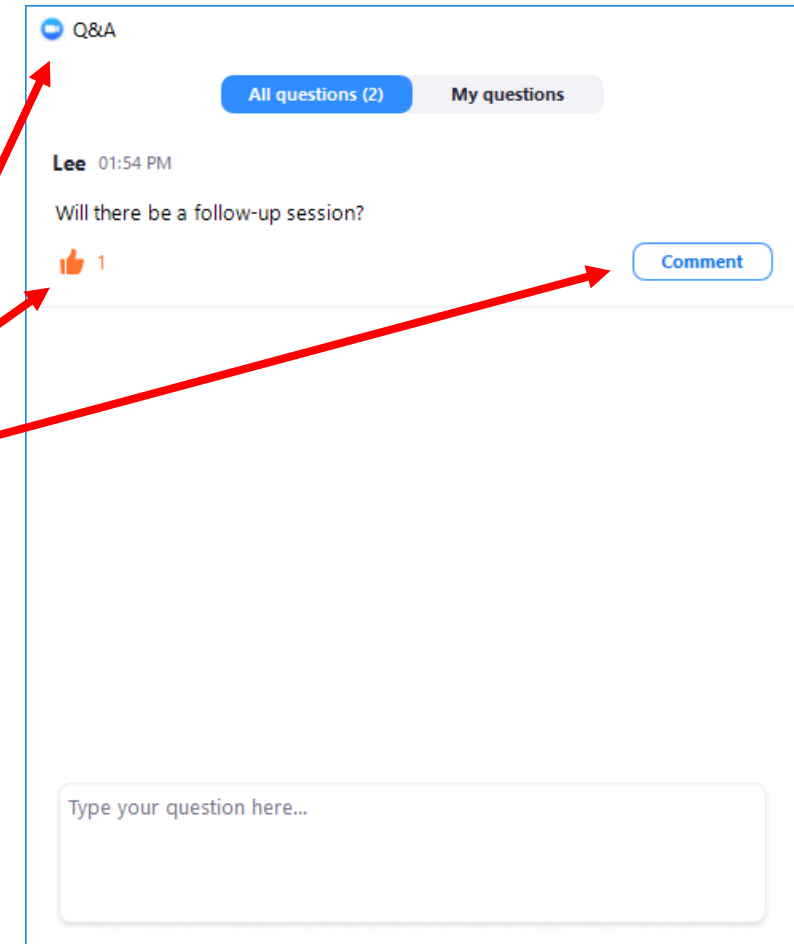 Q&A
All questions (2) My questions
Lee 01:54 PM
Will there be a follow-up session?
1 Comment
Type your question here...